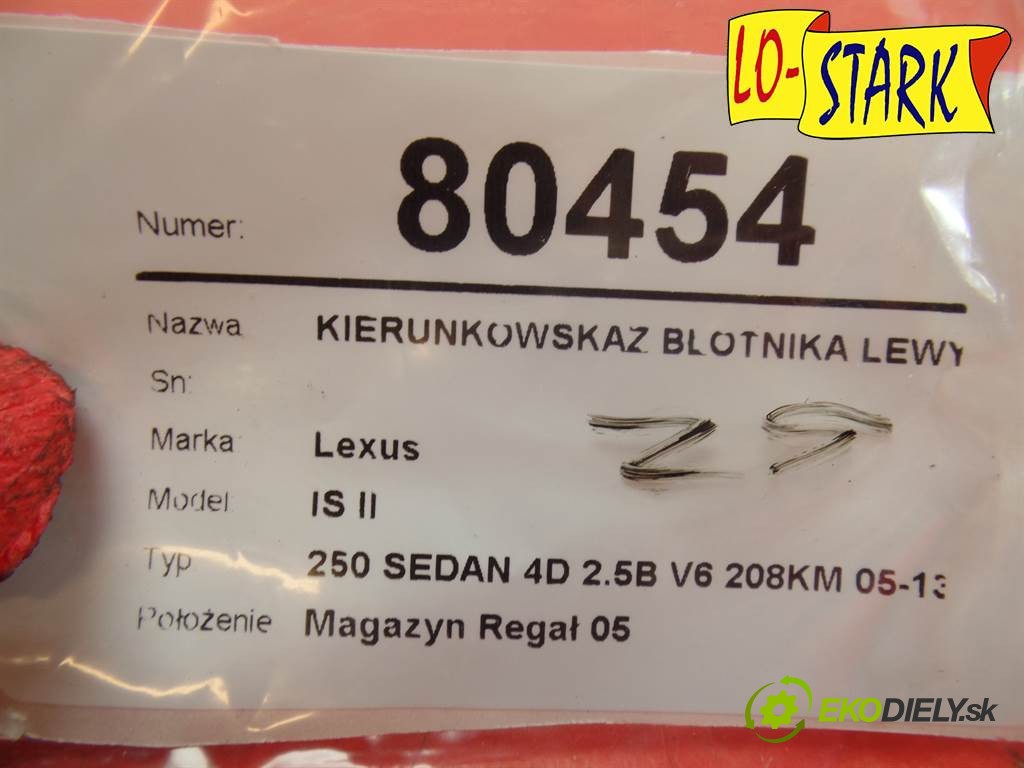 LO-STARK
Numer: 80454
Nazwa KIERUNKOWSKAZ BŁOTNIKA LEWY
Sn:
Marka Lexus
Model IS II
Typ 250 SEDAN 4D 2.5B V6 208KM 05-13
Położenie Magazyn Regał 05
EKODIELY.sk